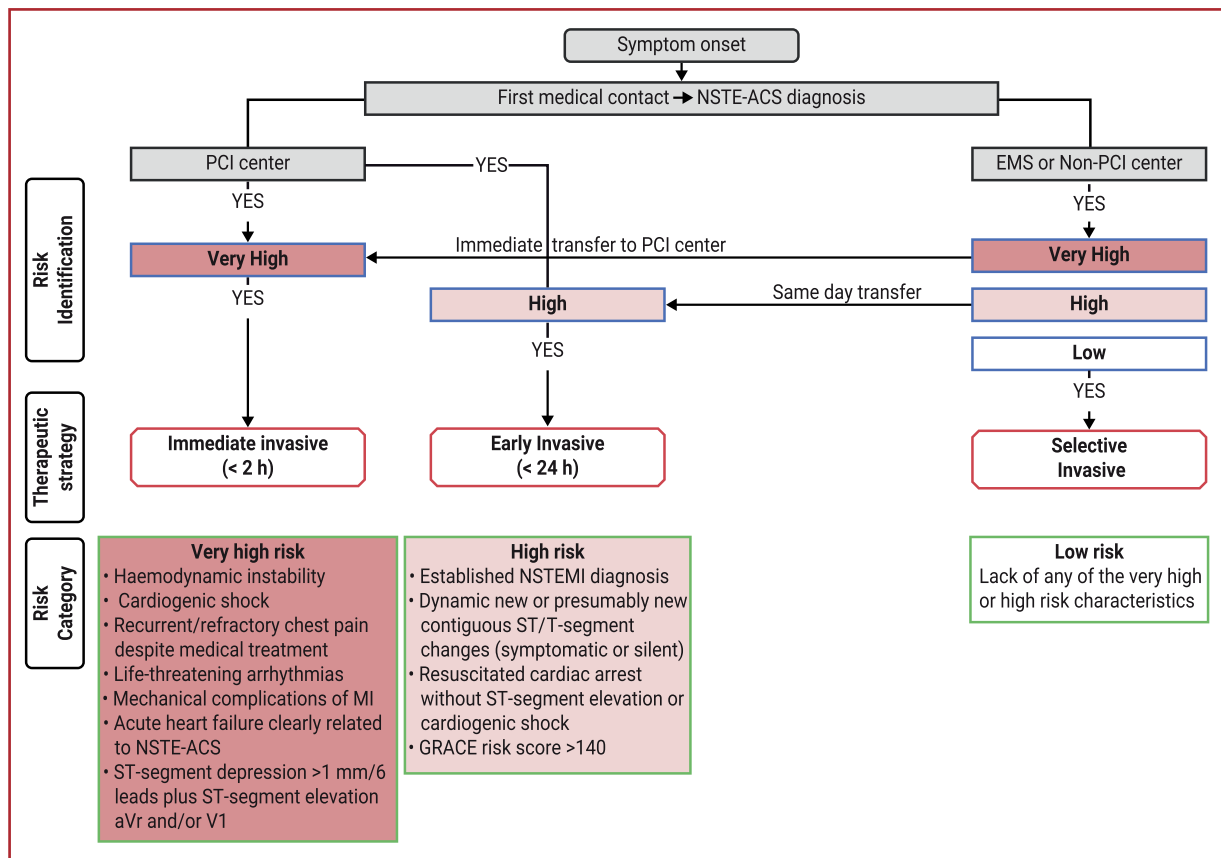 Symptom onset
First medical contact → NSTE-ACS diagnosis
PCI center
YES
EMS or Non-PCI center
YES
YES
Risk
Identification
Very High
Immediate transfer to PCI center
Very High
YES
High
Same day transfer
High
YES
Low
YES
Therapeutic
strategy
Immediate invasive
(< 2 h)
Early Invasive
(< 24 h)
Selective
Invasive
Risk
Category
Very high risk
• Haemodynamic instability
• Cardiogenic shock
• Recurrent/refractory chest pain
despite medical treatment
• Life-threatening arrhythmias
• Mechanical complications of MI
• Acute heart failure clearly related
to NSTE-ACS
• ST-segment depression >1 mm/6
leads plus ST-segment elevation
aVr and/or V1
High risk
• Established NSTEMI diagnosis
• Dynamic new or presumably new
contiguous ST/T-segment
changes (symptomatic or silent)
• Resuscitated cardiac arrest
without ST-segment elevation or
cardiogenic shock
• GRACE risk score >140
Low risk
Lack of any of the very high
or high risk characteristics